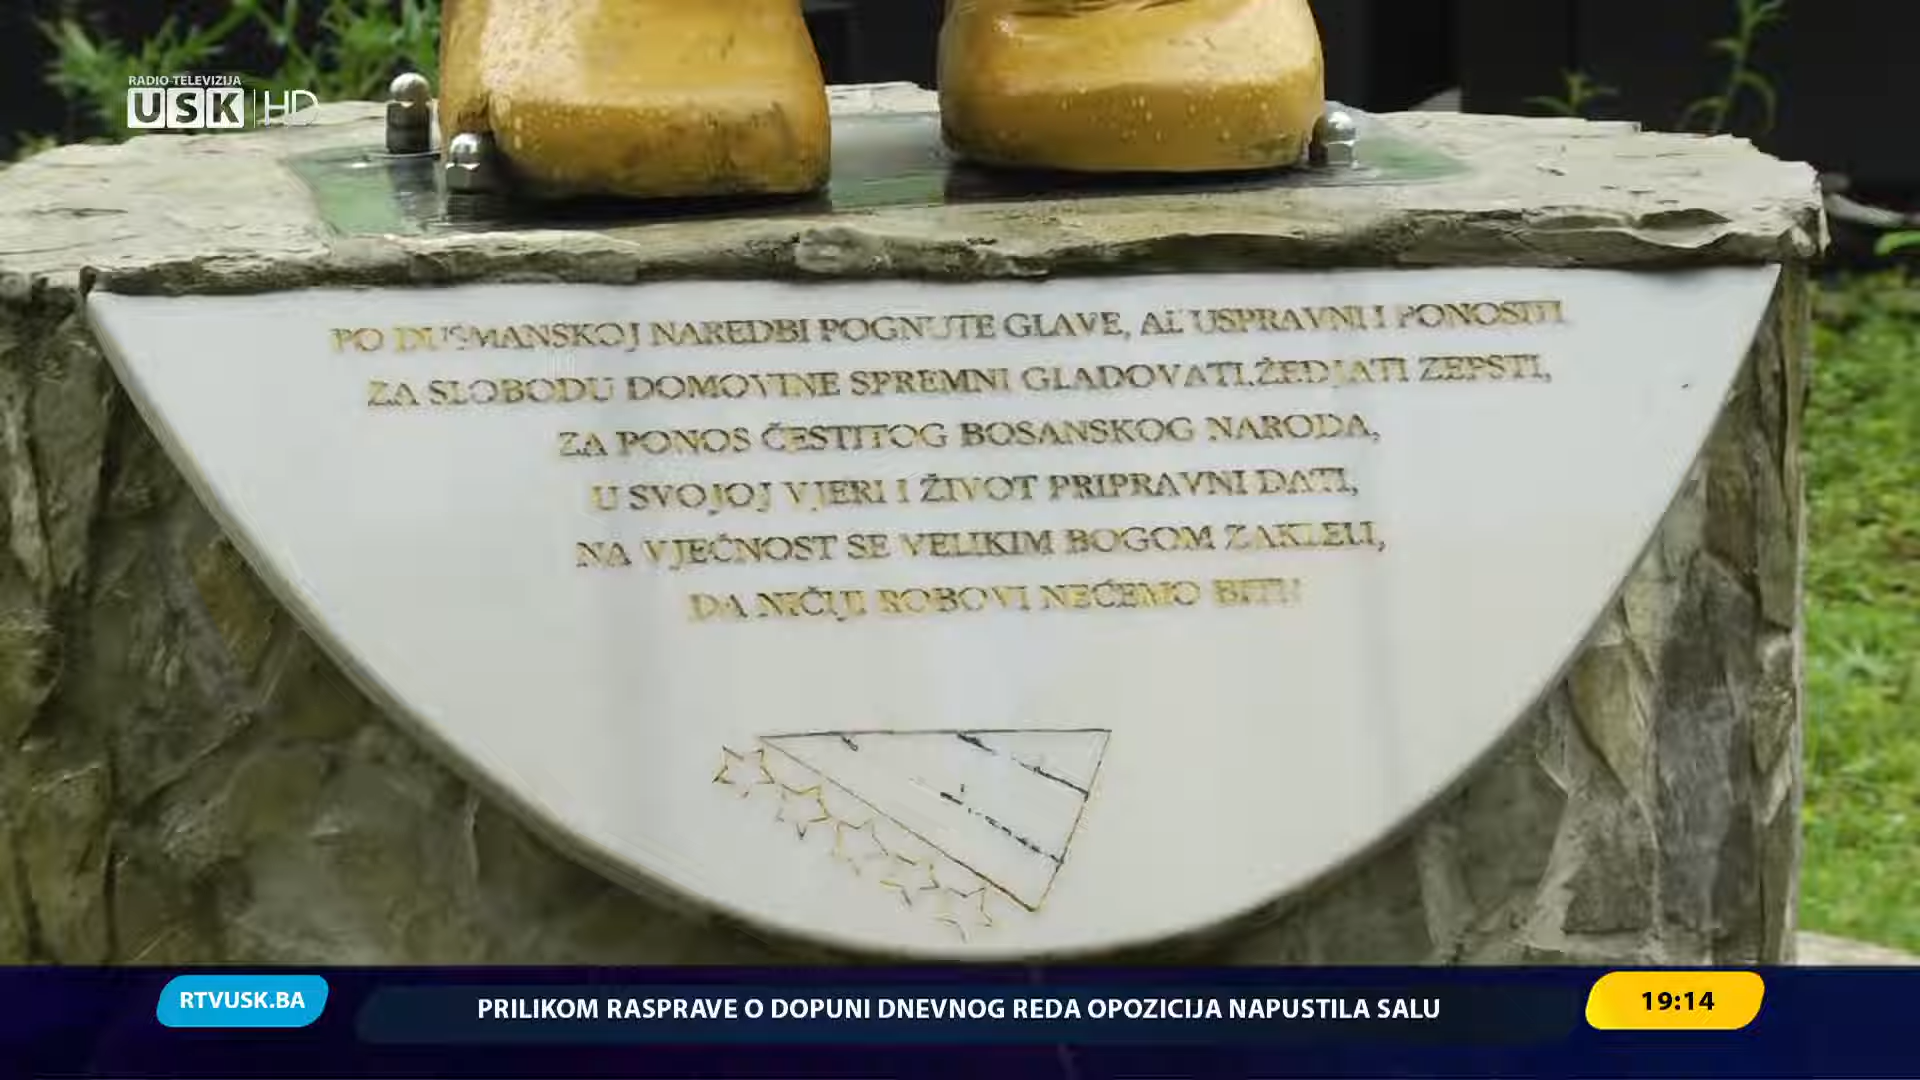 RADIO-TELEVIZIJA
USK HD
PO DUŠMANSKOJ NAREDBI POGNUTE GLAVE, AL' USPRAVNI I PONOSITI
ZA SLOBODU DOMOVINE SPREMNI GLADOVATI, ŽEDJATI ZEPSTI,
ZA PONOS ČESTITOG BOSANSKOG NARODA,
U SVOJOJ VJERI I ŽIVOT PRIPRAVNI DATI,
NA VJEČNOST SE VELIKIM BOGOM ZAKLELI,
DA NIČIJI ROBOVI NEĆEMO BITI!
RTVUSK.BA
PRILIKOM RASPRAVE O DOPUNI DNEVNOG REDA OPOZICIJA NAPUSTILA SALU
19:14